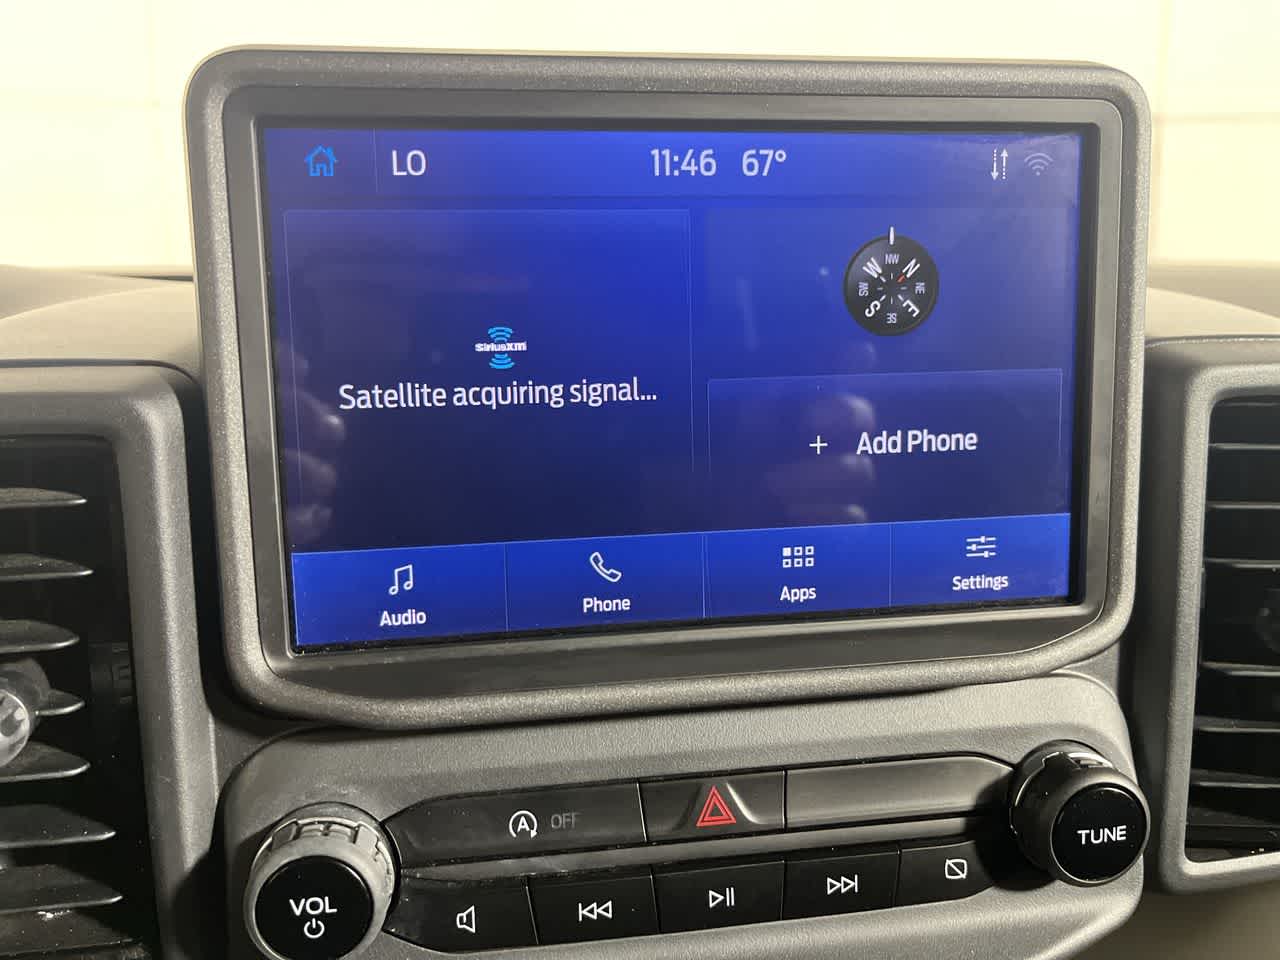 LO
11:46 67°
SiriusXM
Satellite acquiring signal...
NW
W N
SW NE
S E
SE
+ Add Phone
Audio
Phone
Apps
Settings
A OFF
VOL
TUNE